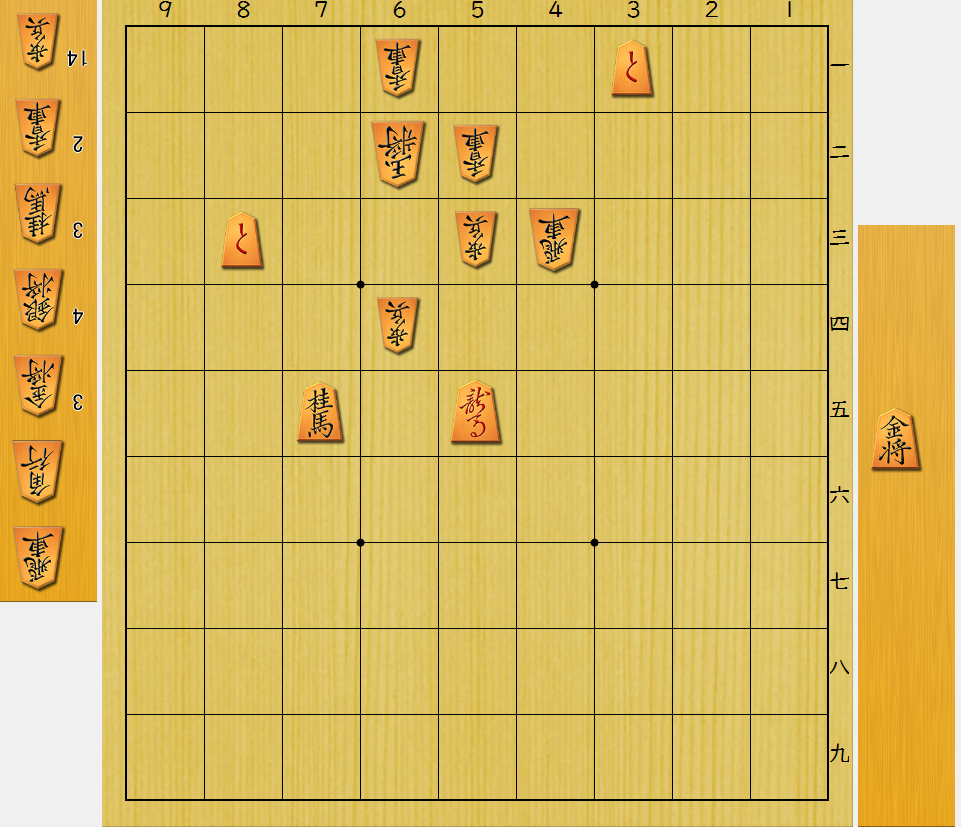 9 8 7 6 5 4 3 2 1
歩兵 14
香車 2
桂馬 3
銀将 4
金将 3
角行
飛車
香車 と 一
玉将 香車 二
と 歩兵 飛車 三
歩兵 四
桂馬 龍馬 五
六
七
八
九
金将